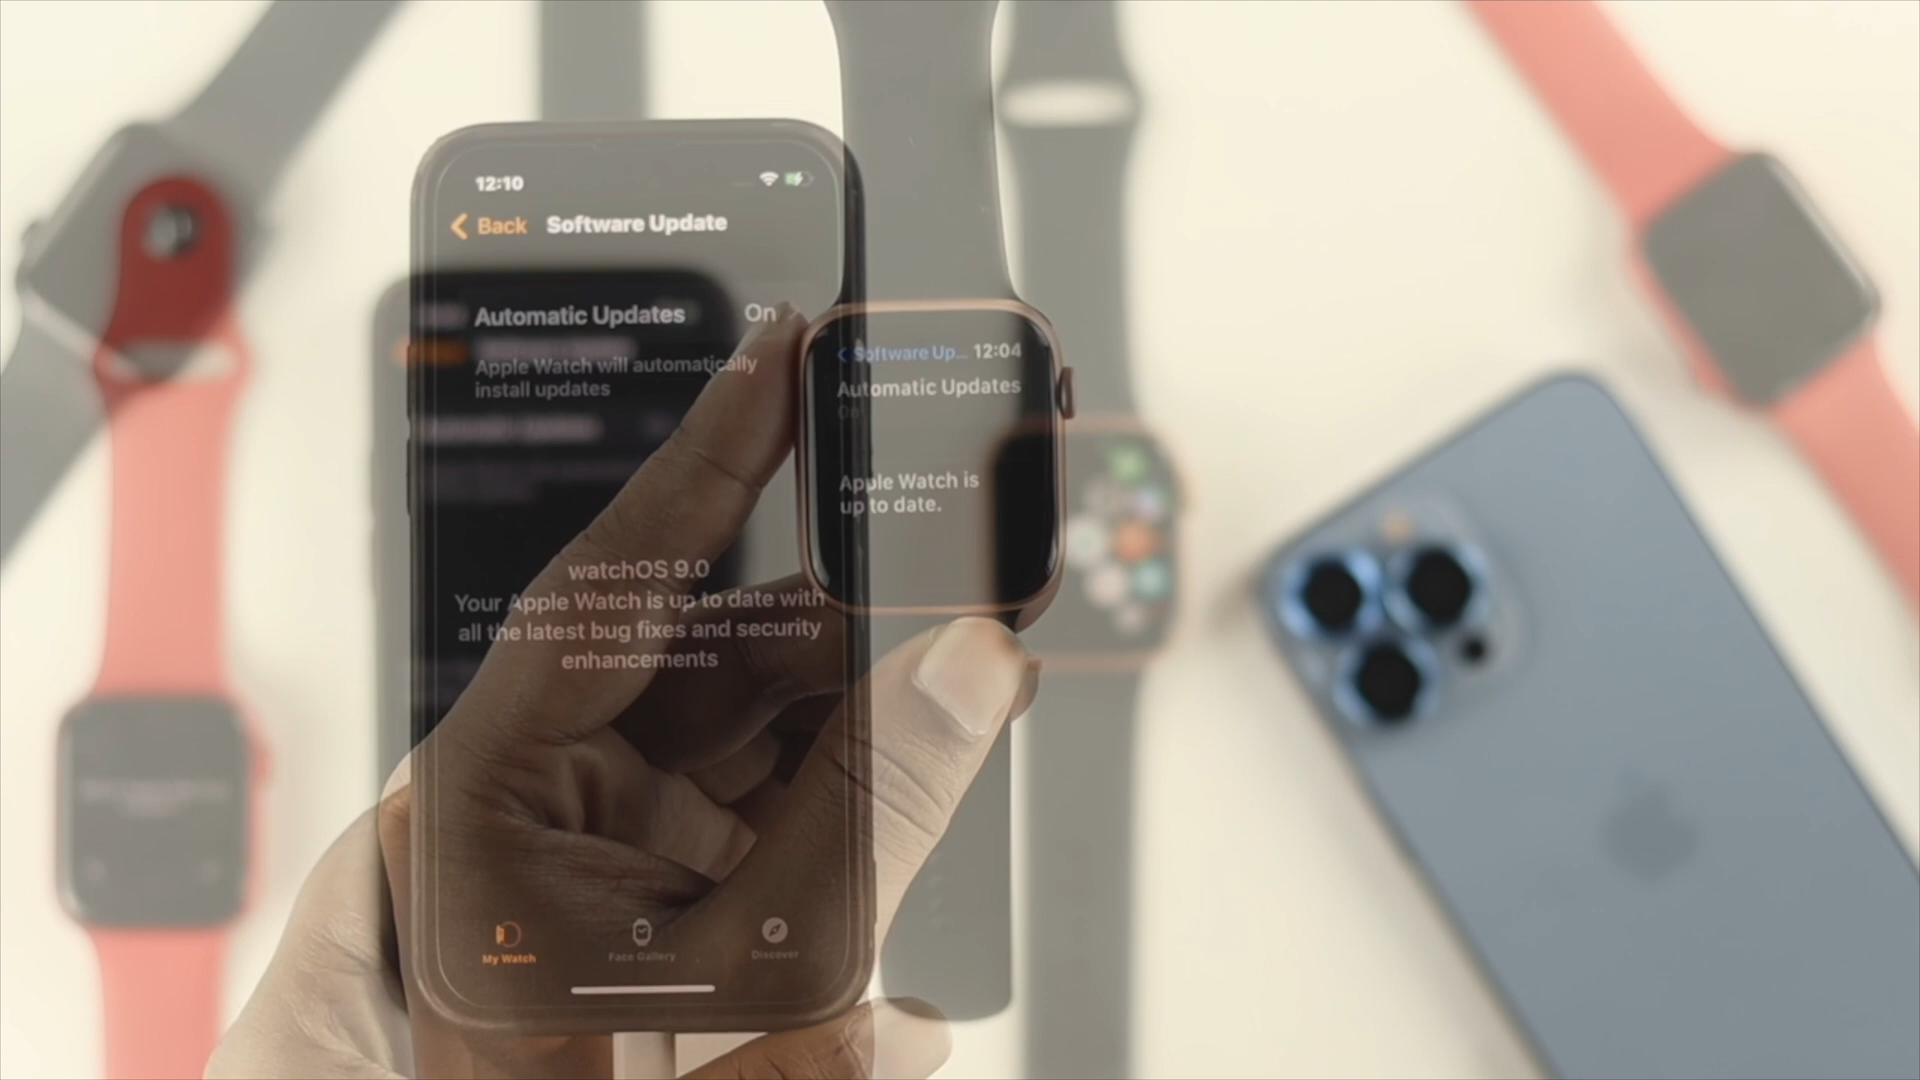 12:10
Back Software Update
Automatic Updates On
Apple Watch will automatically
install updates
watchOS 9.0
Your Apple Watch is up to date with
all the latest bug fixes and security
enhancements
My Watch Face Gallery Discover
Software Up... 12:04
Automatic Updates
On
Apple Watch is
up to date.